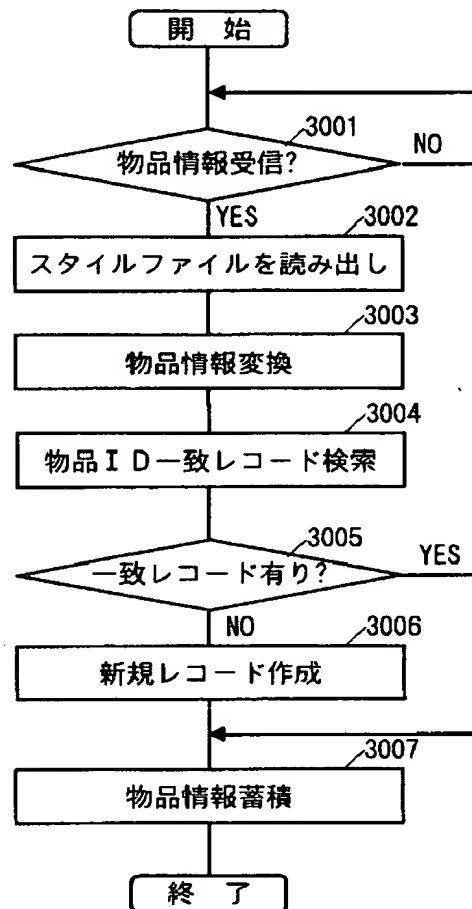 開 始
3001
物品情報受信?
NO
YES
3002
スタイルファイルを読み出し
3003
物品情報変換
3004
物品ID一致レコード検索
3005
一致レコード有り?
YES
NO
3006
新規レコード作成
3007
物品情報蓄積
終 了